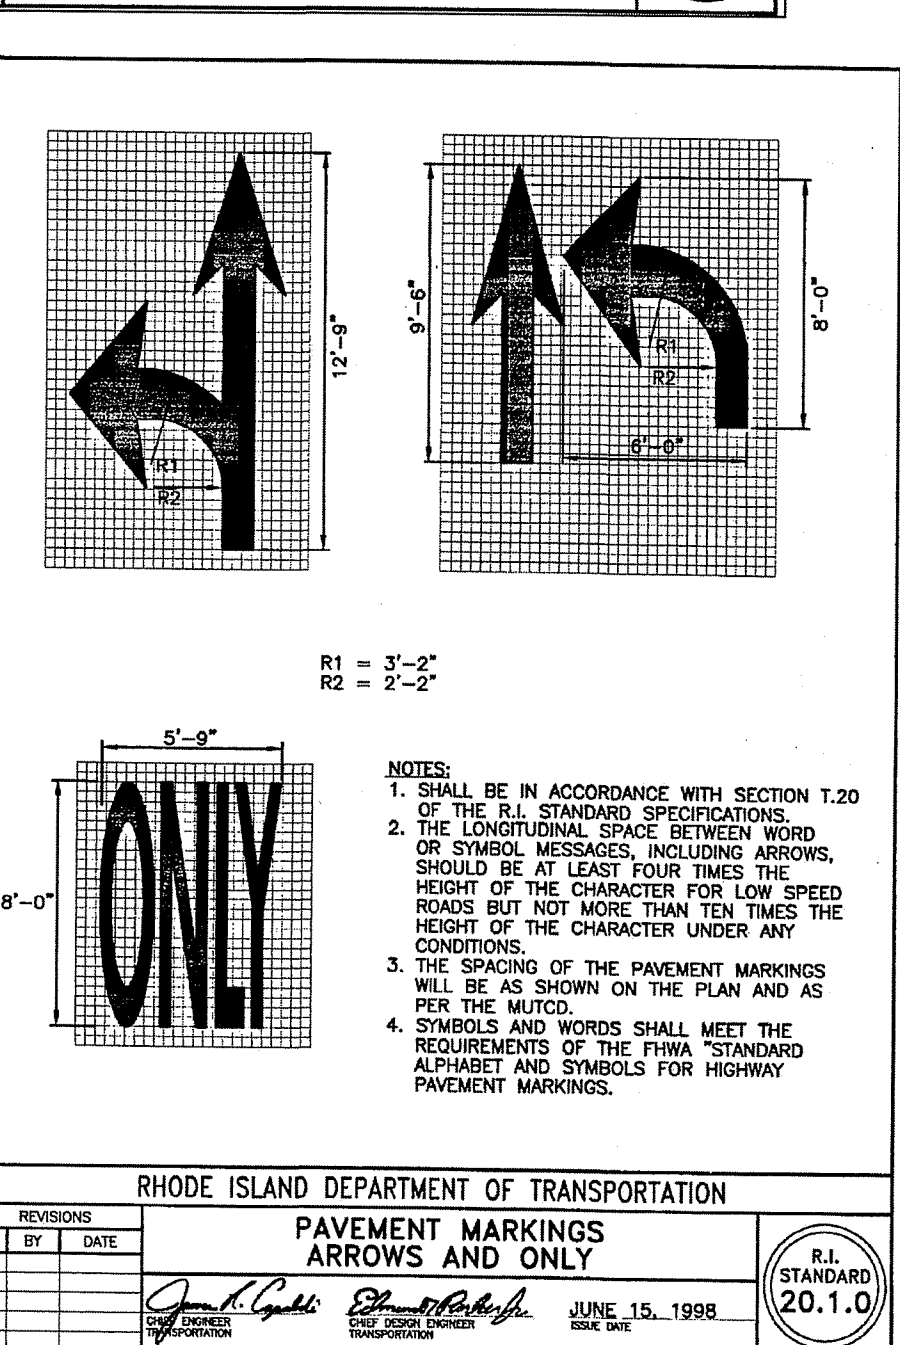 12'-9"
R1
R2
9'-6"
8'-0"
R1
R2
6'-0"
R1 = 3'-2"
R2 = 2'-2"
5'-9"
8'-0"
ONLY
NOTES:
1. SHALL BE IN ACCORDANCE WITH SECTION T.20
OF THE R.I. STANDARD SPECIFICATIONS.
2. THE LONGITUDINAL SPACE BETWEEN WORD
OR SYMBOL MESSAGES, INCLUDING ARROWS,
SHOULD BE AT LEAST FOUR TIMES THE
HEIGHT OF THE CHARACTER FOR LOW SPEED
ROADS BUT NOT MORE THAN TEN TIMES THE
HEIGHT OF THE CHARACTER UNDER ANY
CONDITIONS.
3. THE SPACING OF THE PAVEMENT MARKINGS
WILL BE AS SHOWN ON THE PLAN AND AS
PER THE MUTCD.
4. SYMBOLS AND WORDS SHALL MEET THE
REQUIREMENTS OF THE FHWA "STANDARD
ALPHABET AND SYMBOLS FOR HIGHWAY
PAVEMENT MARKINGS.
RHODE ISLAND DEPARTMENT OF TRANSPORTATION
REVISIONS
BY DATE
PAVEMENT MARKINGS
ARROWS AND ONLY
CHIEF ENGINEER
TRANSPORTATION
CHIEF DESIGN ENGINEER
TRANSPORTATION
JUNE 15, 1998
ISSUE DATE
R.I.
STANDARD
20.1.0